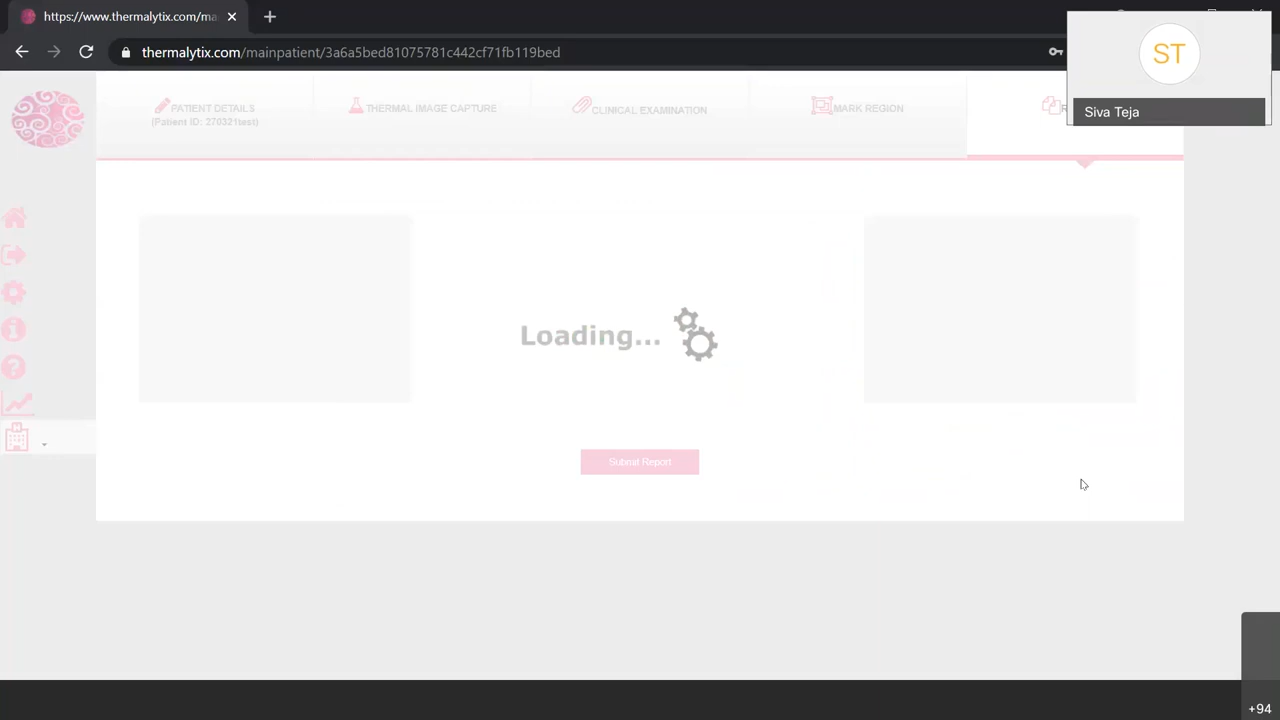 https://www.thermalytix.com/ma
thermalytix.com/mainpatient/3a6a5bed81075781c442cf71fb119bed
ST
Siva Teja
PATIENT DETAILS
(Patient ID: 270321test)
THERMAL IMAGE CAPTURE
CLINICAL EXAMINATION
MARK REGION
Loading...
Submit Report
+94